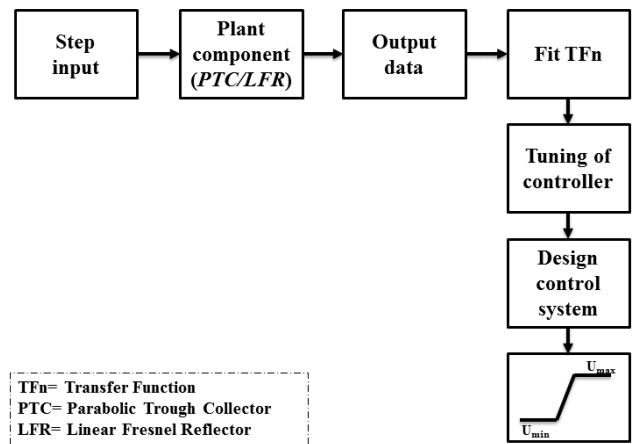 Step
input
Plant
component
(PTC/LFR)
Output
data
Fit TFn
Tuning of
controller
Design
control
system
Umax
Umin
TFn= Transfer Function
PTC= Parabolic Trough Collector
LFR= Linear Fresnel Reflector